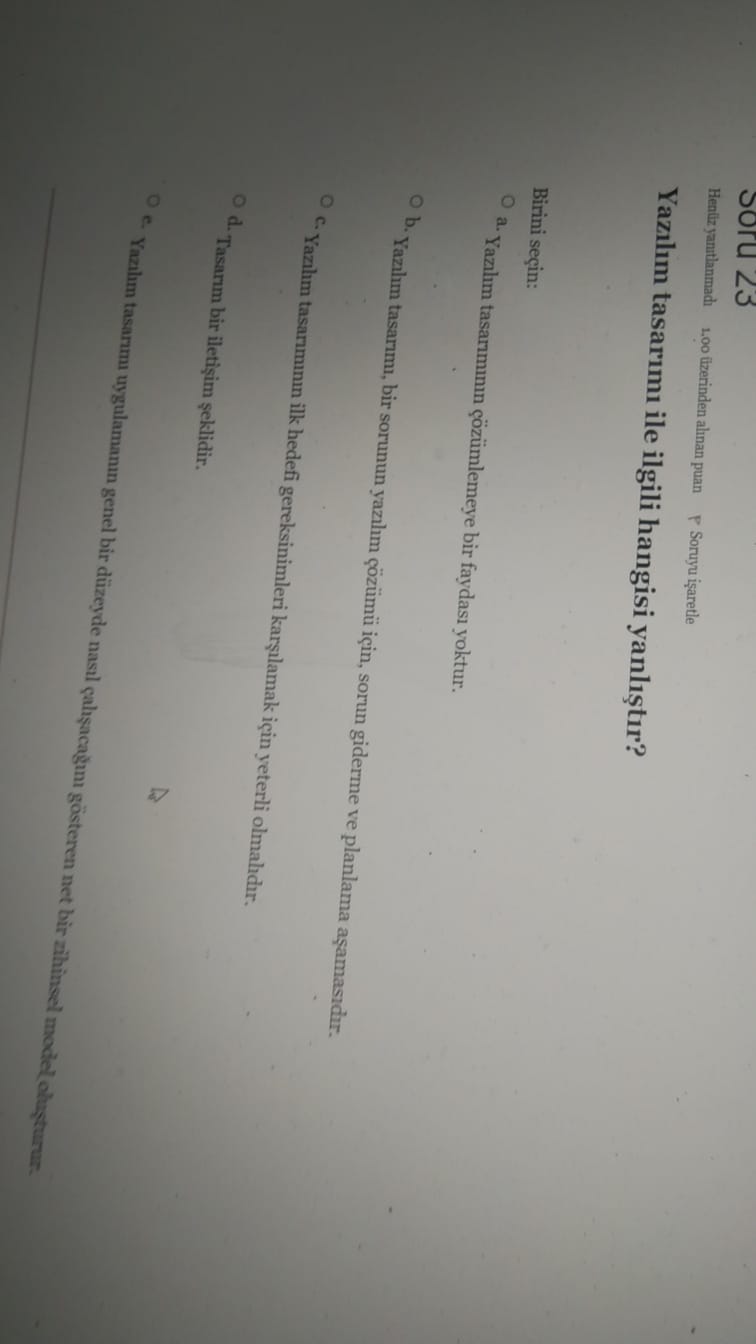 Soru 23
Henüz yanıtlanmadı 1,00 üzerinden alınan puan Soruyu işaretle
Yazılım tasarımı ile ilgili hangisi yanlıştır?
Birini seçin:
a. Yazılım tasarımının çözümlemeye bir faydası yoktur.
b. Yazılım tasarımı, bir sorunun yazılım çözümü için, sorun giderme ve planlama aşamasıdır.
c. Yazılım tasarımının ilk hedefi gereksinimleri karşılamak için yeterli olmalıdır.
d. Tasarım bir iletişim şeklidir.
e. Yazılım tasarımı uygulamanın genel bir düzeyde nasıl çalışacağını gösteren net bir zihinsel model oluşturur.